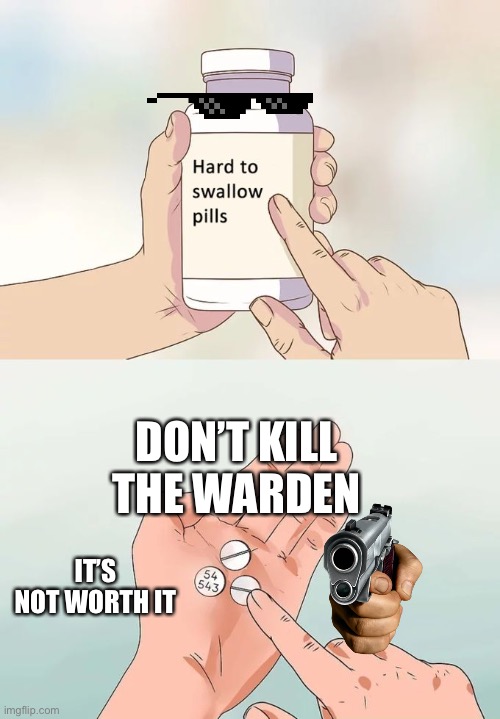 Hard to
swallow
pills
DON'T KILL
THE WARDEN
54
543
IT'S
NOT WORTH IT
imgflip.com